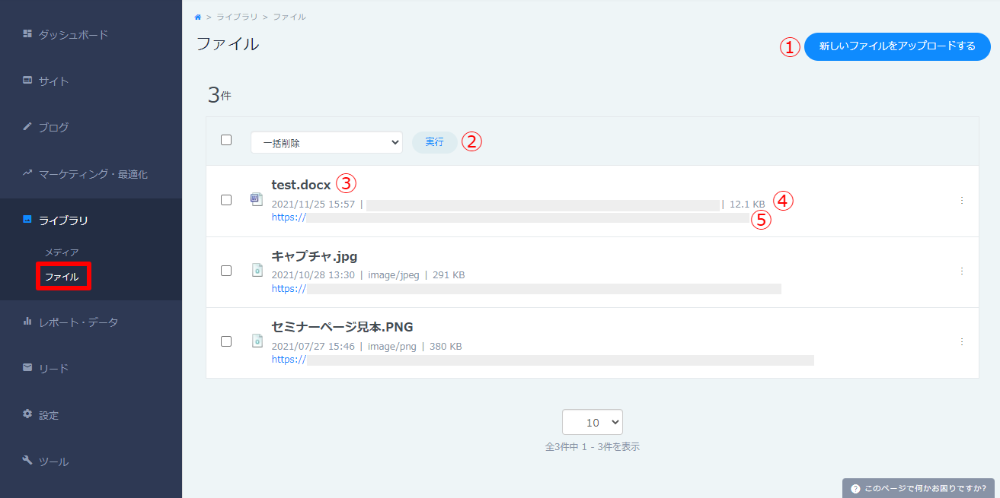 > ライブラリ > ファイル
ファイル
① 新しいファイルをアップロードする
ダッシュボード
サイト
ブログ
マーケティング・最適化
ライブラリ
メディア
ファイル
レポート・データ
リード
設定
ツール
3件
一括削除 実行 ②
test.docx ③
2021/11/25 15:57 | | 12.1 KB ④
https:// ⑤
キャプチャ.jpg
2021/10/28 13:30 | image/jpeg | 291 KB
https://
セミナーページ見本.PNG
2021/07/27 15:46 | image/png | 380 KB
https://
10
全3件中 1 - 3件を表示
? このページで何かお困りですか?